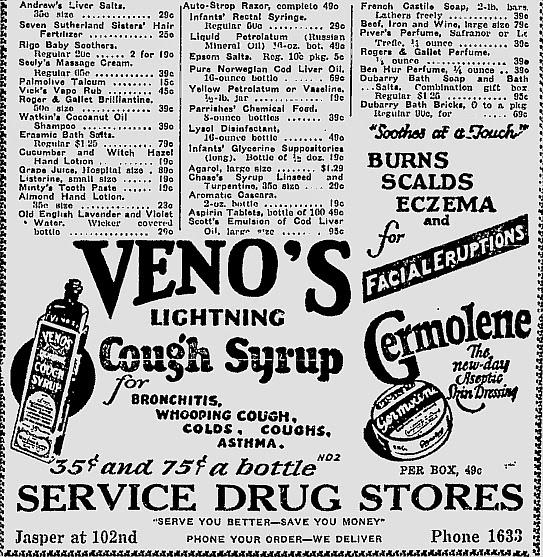 Andrew's Liver Salts.
35c size ........ 29c
Seven Sutherland Sisters' Hair
Fertilizer ........ 25c
Riga Baby Soothers.
Regular 20c ...... 2 for 19c
Seely's Massage Cream.
Regular 65c ........ 39c
Palmolive Talcum ...... 15c
Vick's Vapo Rub ........ 45c
Roger & Gallet Brilliantine.
50c size ........ 39c
Watkin's Cocoanut Oil
Shampoo ........ 39c
Erasmic Bath Salts.
Regular $1.25 ........ 79c
Cucumber and Witch Hazel
Hand Lotion ........ 19c
Grape Juice, Hospital size . 89c
Listerine, small size .... 19c
Minty's Tooth Paste .... 19c
Almond Hand Lotion.
35c size ........ 23c
Old English Lavender and Violet
Water. Wicker covered
bottle ........ 29c
Auto-Strop Razor, complete 49c
Infants' Rectal Syringe.
Regular 60c ........ 29c
Liquid Petrolatum (Russian
Mineral Oil) 16-oz. bot. 49c
Epsom Salts. Reg. 10c pkg. 5c
Pure Norwegian Cod Liver Oil.
16-ounce bottle ...... 69c
Yellow Petrolatum or Vaseline.
½-lb. jar ........ 19c
Parrishes' Chemical Food.
8-ounce bottles ...... 39c
Lysol Disinfectant,
16-ounce bottle ...... 49c
Infants' Glycerine Suppositories
(long). Bottle of ½ doz. 19c
Agarol, large size .... $1.29
Chase's Syrup Linseed and
Turpentine, 35c size .. 29c
Aromatic Cascara.
2-oz. bottle ........ 19c
Aspirin Tablets, bottle of 100 49c
Scott's Emulsion of Cod Liver
Oil, large size ........ 95c
French Castile Soap, 2-lb. bars.
Lathers freely ........ 39c
Beef, Iron and Wine, large size 79c
Piver's Perfume, Safranor or Le
Trefle, ½ ounce ...... 39c
Rogers & Gallet Perfume.
½ ounce ........ 39c
Ben Hur Perfume, ½ ounce .. 39c
Dubarry Bath Soap and Bath
Salts. Combination gift box
Regular $1.25 ........ 95c
Dubarry Bath Bricks, 6 to a pkg
Regular 90c, for ...... 69c
"Soothes at a Touch"
BURNS
SCALDS
ECZEMA
and
for
FACIAL ERUPTIONS
Germolene
The
new-day
Aseptic
Skin Dressing
Germolene
PER BOX, 49c
VENO'S
LIGHTNING
Cough Syrup
for
BRONCHITIS,
WHOOPING COUGH,
COLDS, COUGHS,
ASTHMA.
VENO'S
LIGHTNING
COUGH
SYRUP
35¢ and 75¢ a bottle ND2
SERVICE DRUG STORES
"SERVE YOU BETTER—SAVE YOU MONEY"
Jasper at 102nd PHONE YOUR ORDER—WE DELIVER Phone 1633